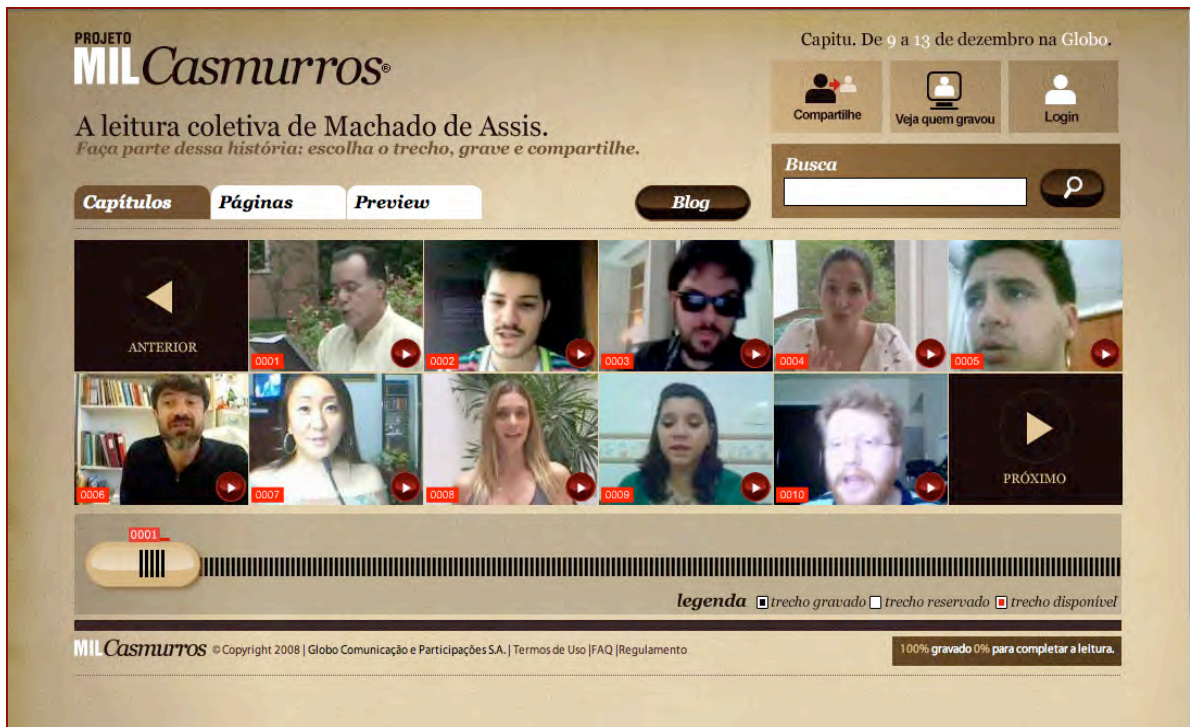 PROJETO
MIL Casmurros®
Capitu. De 9 a 13 de dezembro na Globo.
Compartilhe
Veja quem gravou
Login
A leitura coletiva de Machado de Assis.
Faça parte dessa história: escolha o trecho, grave e compartilhe.
Busca
Capítulos
Páginas
Preview
Blog
ANTERIOR
0001
0002
0003
0004
0005
0006
0007
0008
0009
0010
PRÓXIMO
0001
legenda trecho gravado trecho reservado trecho disponível
MIL Casmurros © Copyright 2008 | Globo Comunicação e Participações S.A. | Termos de Uso |FAQ |Regulamento
100% gravado 0% para completar a leitura.